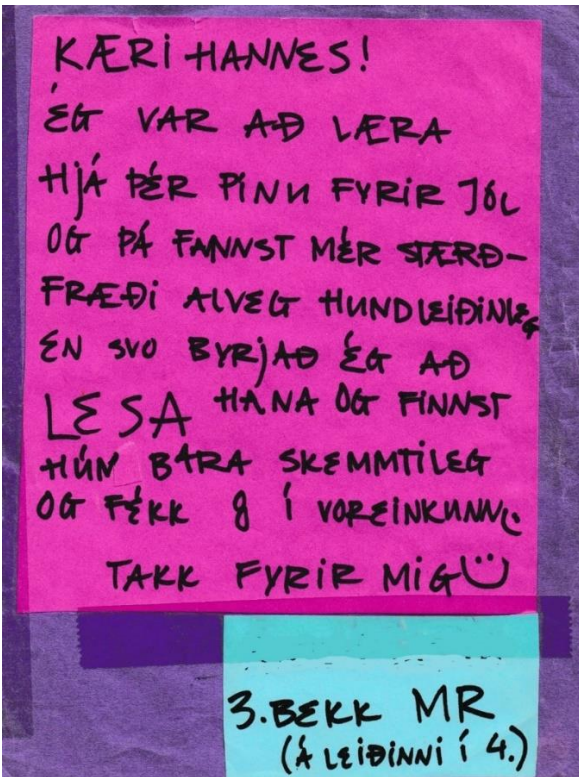 KÆRI HANNES!
ÉG VAR AÐ LÆRA
HJÁ ÞÉR PÍNU FYRIR JÓL
OG ÞÁ FANNST MÉR STÆRÐ-
FRÆÐI ALVEG HUNDLEIÐINLEG
EN SVO BYRJAÐ ÉG AÐ
LESA HANA OG FINNST
HÚN BARA SKEMMTILEG
OG FÉKK 8 Í VOREINKUNN.
TAKK FYRIR MIG
3. BEKK MR
(Á LEIÐINNI Í 4.)